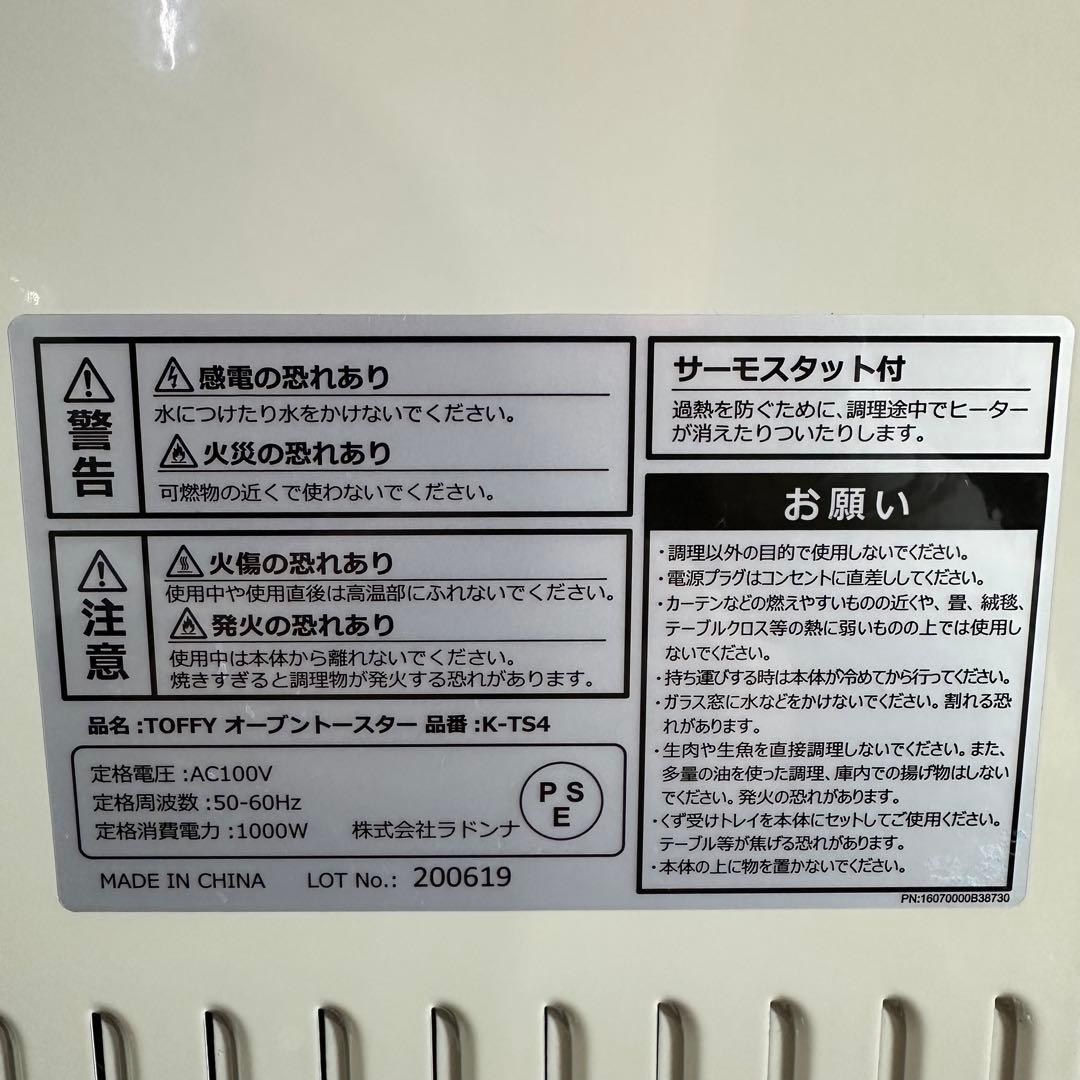 警告
感電の恐れあり
水につけたり水をかけないでください。
火災の恐れあり
可燃物の近くで使わないでください。
注意
火傷の恐れあり
使用中や使用直後は高温部にふれないでください。
発火の恐れあり
使用中は本体から離れないでください。
焼きすぎると調理物が発火する恐れがあります。
品名:TOFFY オーブントースター 品番:K-TS4
定格電圧:AC100V
定格周波数:50-60Hz
定格消費電力:1000W 株式会社ラドンナ
P S
E
MADE IN CHINA LOT No.: 200619
サーモスタット付
過熱を防ぐために、調理途中でヒーター
が消えたりついたりします。
お願い
・調理以外の目的で使用しないでください。
・電源プラグはコンセントに直差ししてください。
・カーテンなどの燃えやすいものの近くや、畳、絨毯、
テーブルクロス等の熱に弱いものの上では使用し
ないでください。
・持ち運びする時は本体が冷めてから行ってください。
・ガラス窓に水などをかけないでください。割れる恐
れがあります。
・生肉や生魚を直接調理しないでください。また、
多量の油を使った調理、庫内での揚げ物はしない
でください。発火の恐れがあります。
・くず受けトレイを本体にセットしてご使用ください。
テーブル等が焦げる恐れがあります。
・本体の上に物を置かないでください。
PN:16070000B38730